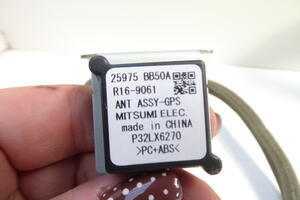 25975 BB50A
R16-9061
ANT ASSY-GPS
MITSUMI ELEC.
made in CHINA
P32LX6270
>PC+ABS<